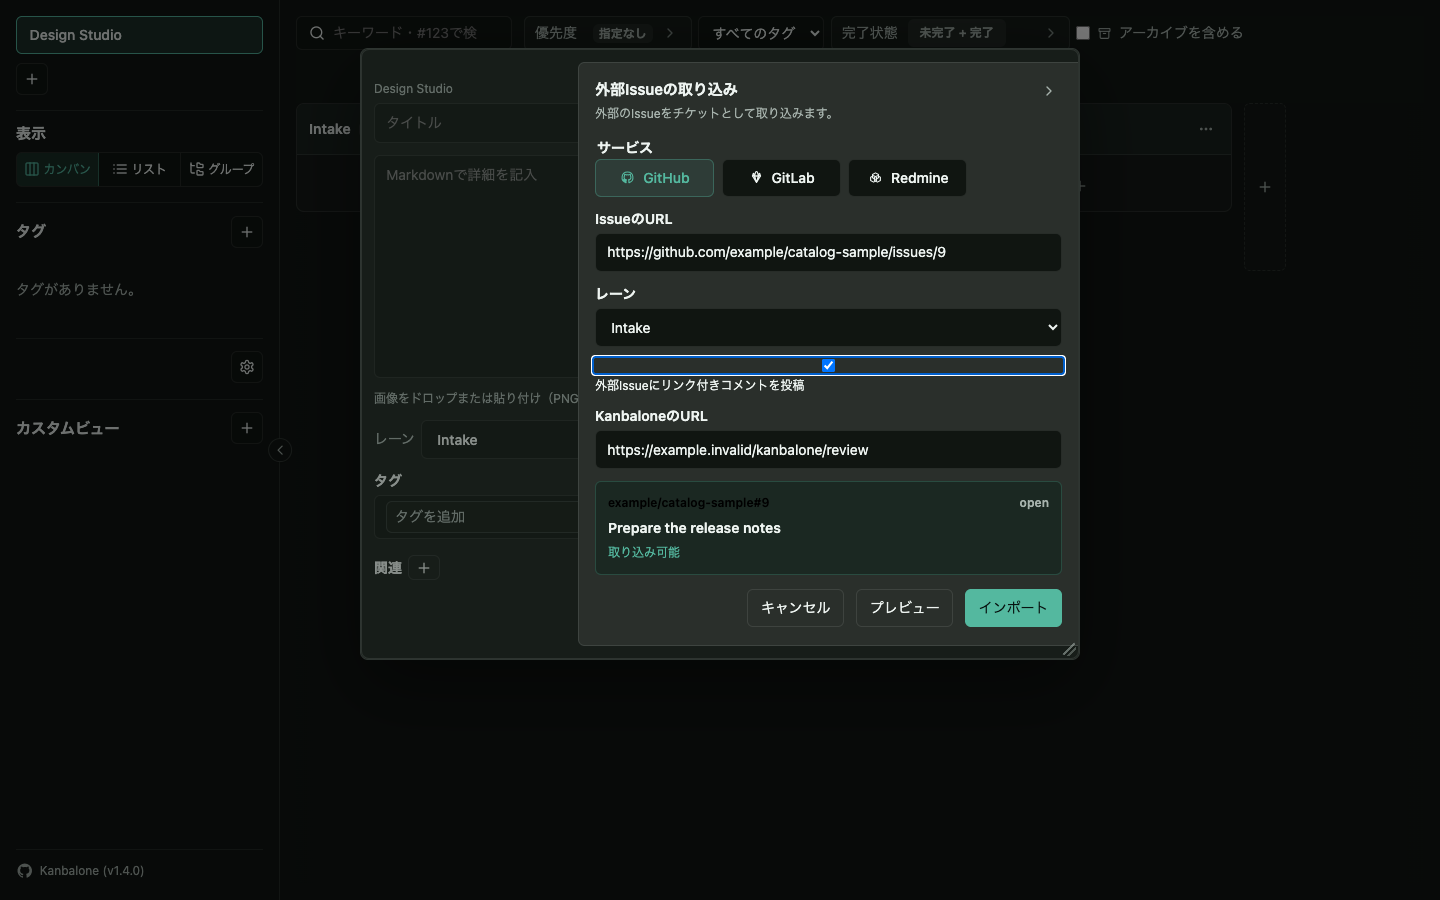 Design Studio
キーワード・#123で検
優先度 指定なし
すべてのタグ
完了状態 未完了 + 完了
アーカイブを含める
表示
カンバン
リスト
グループ
タグ
タグがありません。
カスタムビュー
Kanbalone (v1.4.0)
Intake
Design Studio
タイトル
Markdownで詳細を記入
画像をドロップまたは貼り付け（PNG
レーン Intake
タグ
タグを追加
関連
外部Issueの取り込み
外部のIssueをチケットとして取り込みます。
サービス
GitHub
GitLab
Redmine
IssueのURL
https://github.com/example/catalog-sample/issues/9
レーン
Intake
外部Issueにリンク付きコメントを投稿
KanbaloneのURL
https://example.invalid/kanbalone/review
example/catalog-sample#9
open
Prepare the release notes
取り込み可能
キャンセル
プレビュー
インポート